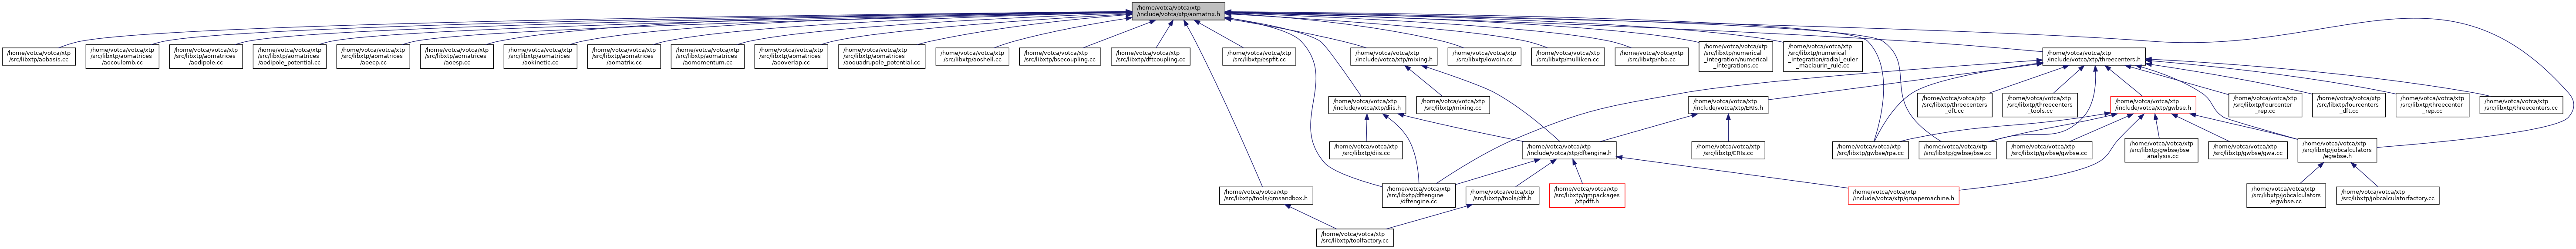 /home/votca/votca/xtp
/include/votca/xtp/aomatrix.h
/home/votca/votca/xtp
/src/libxtp/aobasis.cc
/home/votca/votca/xtp
/src/libxtp/aomatrices
/aocoulomb.cc
/home/votca/votca/xtp
/src/libxtp/aomatrices
/aodipole.cc
/home/votca/votca/xtp
/src/libxtp/aomatrices
/aodipole_potential.cc
/home/votca/votca/xtp
/src/libxtp/aomatrices
/aoecp.cc
/home/votca/votca/xtp
/src/libxtp/aomatrices
/aoesp.cc
/home/votca/votca/xtp
/src/libxtp/aomatrices
/aokinetic.cc
/home/votca/votca/xtp
/src/libxtp/aomatrices
/aomatrix.cc
/home/votca/votca/xtp
/src/libxtp/aomatrices
/aomomentum.cc
/home/votca/votca/xtp
/src/libxtp/aomatrices
/aooverlap.cc
/home/votca/votca/xtp
/src/libxtp/aomatrices
/aoquadrupole_potential.cc
/home/votca/votca/xtp
/src/libxtp/aoshell.cc
/home/votca/votca/xtp
/src/libxtp/bsecoupling.cc
/home/votca/votca/xtp
/src/libxtp/dftcoupling.cc
/home/votca/votca/xtp
/src/libxtp/espfit.cc
/home/votca/votca/xtp
/include/votca/xtp/mixing.h
/home/votca/votca/xtp
/src/libxtp/lowdin.cc
/home/votca/votca/xtp
/src/libxtp/mulliken.cc
/home/votca/votca/xtp
/src/libxtp/nbo.cc
/home/votca/votca/xtp
/src/libxtp/numerical
_integration/numerical
_integrations.cc
/home/votca/votca/xtp
/src/libxtp/numerical
_integration/radial_euler
_maclaurin_rule.cc
/home/votca/votca/xtp
/include/votca/xtp/threecenters.h
/home/votca/votca/xtp
/include/votca/xtp/diis.h
/home/votca/votca/xtp
/src/libxtp/mixing.cc
/home/votca/votca/xtp
/include/votca/xtp/ERIs.h
/home/votca/votca/xtp
/src/libxtp/threecenters
_dft.cc
/home/votca/votca/xtp
/src/libxtp/threecenters
_tools.cc
/home/votca/votca/xtp
/include/votca/xtp/gwbse.h
/home/votca/votca/xtp
/src/libxtp/fourcenter
_rep.cc
/home/votca/votca/xtp
/src/libxtp/fourcenters
_dft.cc
/home/votca/votca/xtp
/src/libxtp/threecenter
_rep.cc
/home/votca/votca/xtp
/src/libxtp/threecenters.cc
/home/votca/votca/xtp
/src/libxtp/diis.cc
/home/votca/votca/xtp
/include/votca/xtp/dftengine.h
/home/votca/votca/xtp
/src/libxtp/ERIs.cc
/home/votca/votca/xtp
/src/libxtp/gwbse/rpa.cc
/home/votca/votca/xtp
/src/libxtp/gwbse/bse.cc
/home/votca/votca/xtp
/src/libxtp/gwbse/gwbse.cc
/home/votca/votca/xtp
/src/libxtp/gwbse/bse
_analysis.cc
/home/votca/votca/xtp
/src/libxtp/gwbse/gwa.cc
/home/votca/votca/xtp
/src/libxtp/jobcalculators
/egwbse.h
/home/votca/votca/xtp
/src/libxtp/tools/qmsandbox.h
/home/votca/votca/xtp
/src/libxtp/dftengine
/dftengine.cc
/home/votca/votca/xtp
/src/libxtp/tools/dft.h
/home/votca/votca/xtp
/src/libxtp/qmpackages
/xtpdft.h
/home/votca/votca/xtp
/include/votca/xtp/qmapemachine.h
/home/votca/votca/xtp
/src/libxtp/jobcalculators
/egwbse.cc
/home/votca/votca/xtp
/src/libxtp/jobcalculatorfactory.cc
/home/votca/votca/xtp
/src/libxtp/toolfactory.cc